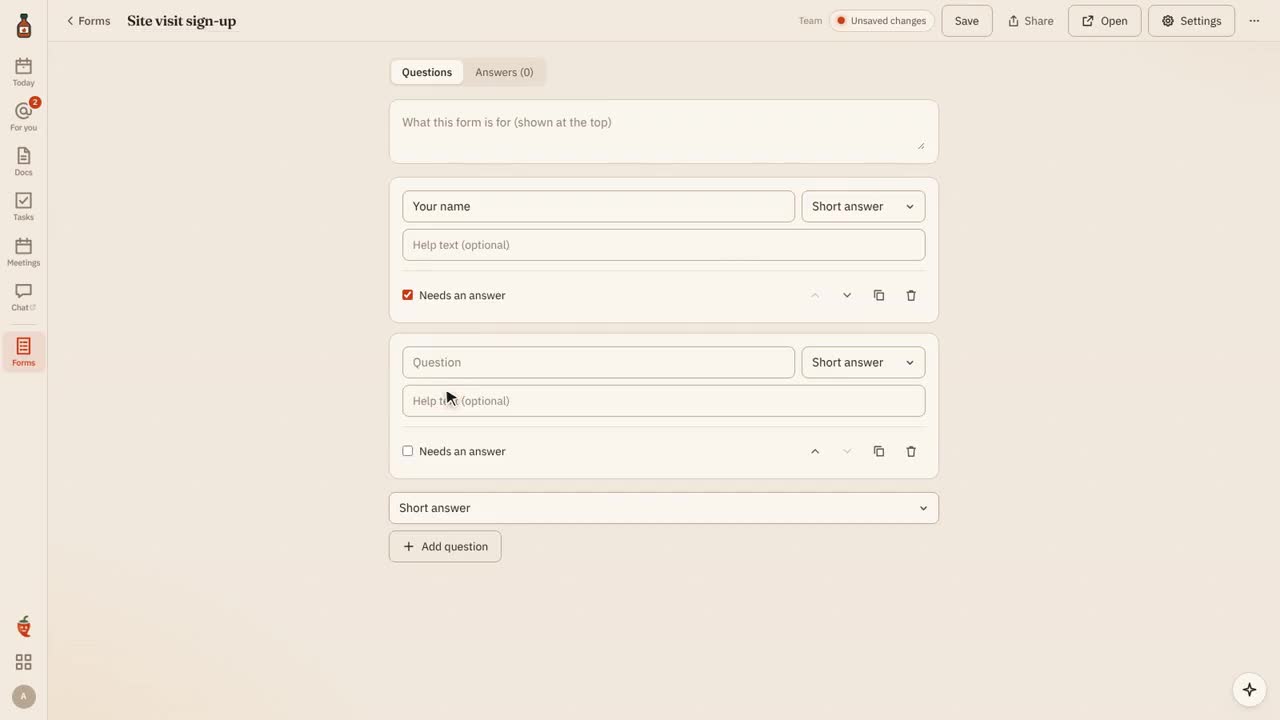 Forms
Site visit sign-up
Team
Unsaved changes
Save
Share
Open
Settings
Today
2
For you
Docs
Tasks
Meetings
Chat
Forms
A
Questions
Answers (0)
What this form is for (shown at the top)
Your name
Short answer
Help text (optional)
Needs an answer
Question
Short answer
Help text (optional)
Needs an answer
Short answer
Add question